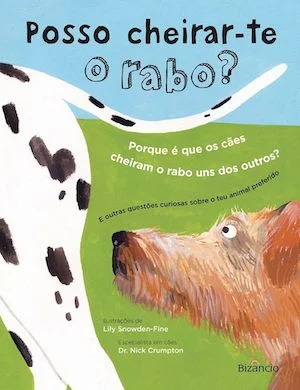 Posso cheirar-te
o rabo?
Porque é que os cães
cheiram o rabo uns dos outros?
E outras questões curiosas sobre o teu animal preferido
Ilustrações de
Lily Snowden-Fine
Especialista em cães
Dr. Nick Crumpton
Bizâncio